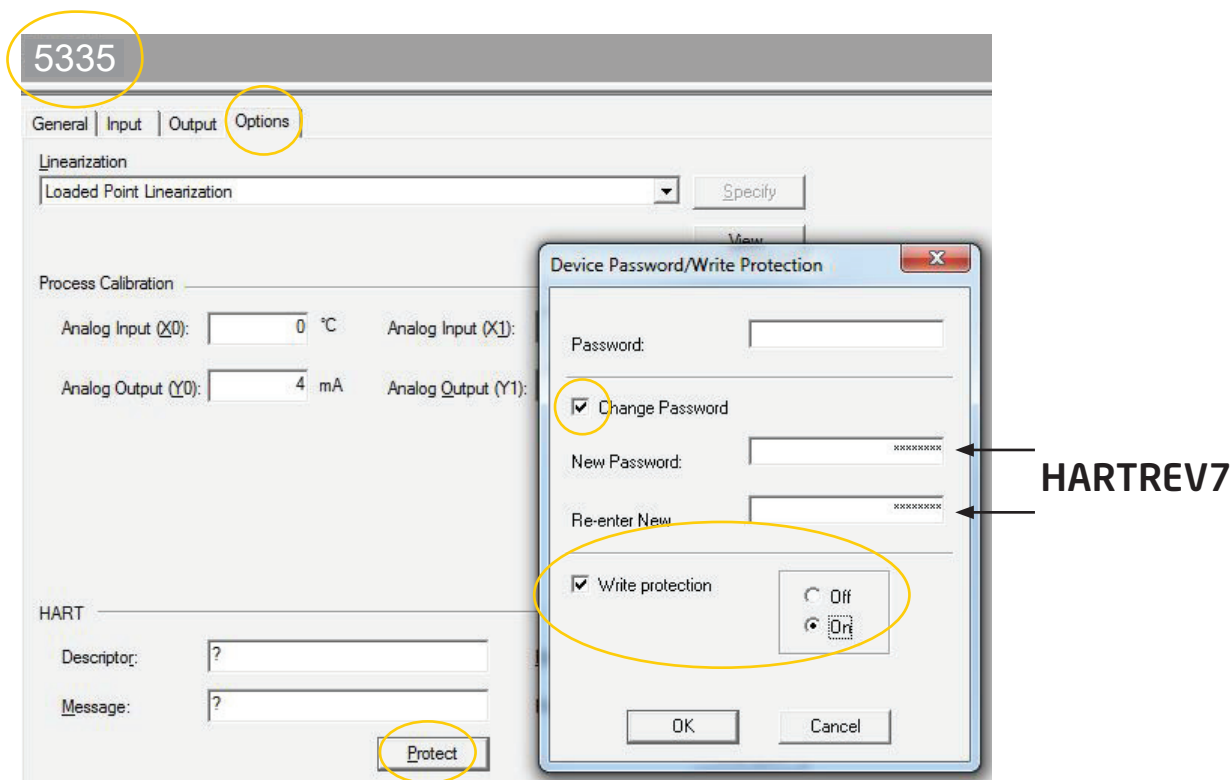 5335
General Input Output Options
Linearization
Loaded Point Linearization Specify
View
Process Calibration
Analog Input (X0): 0 °C Analog Input (X1):
Analog Output (Y0): 4 mA Analog Output (Y1):
HART
Descriptor: ?
Message: ?
Protect
Device Password/Write Protection
Password:
Change Password
New Password: ********
Re-enter New ********
Write protection Off
On
OK Cancel
HARTREV7